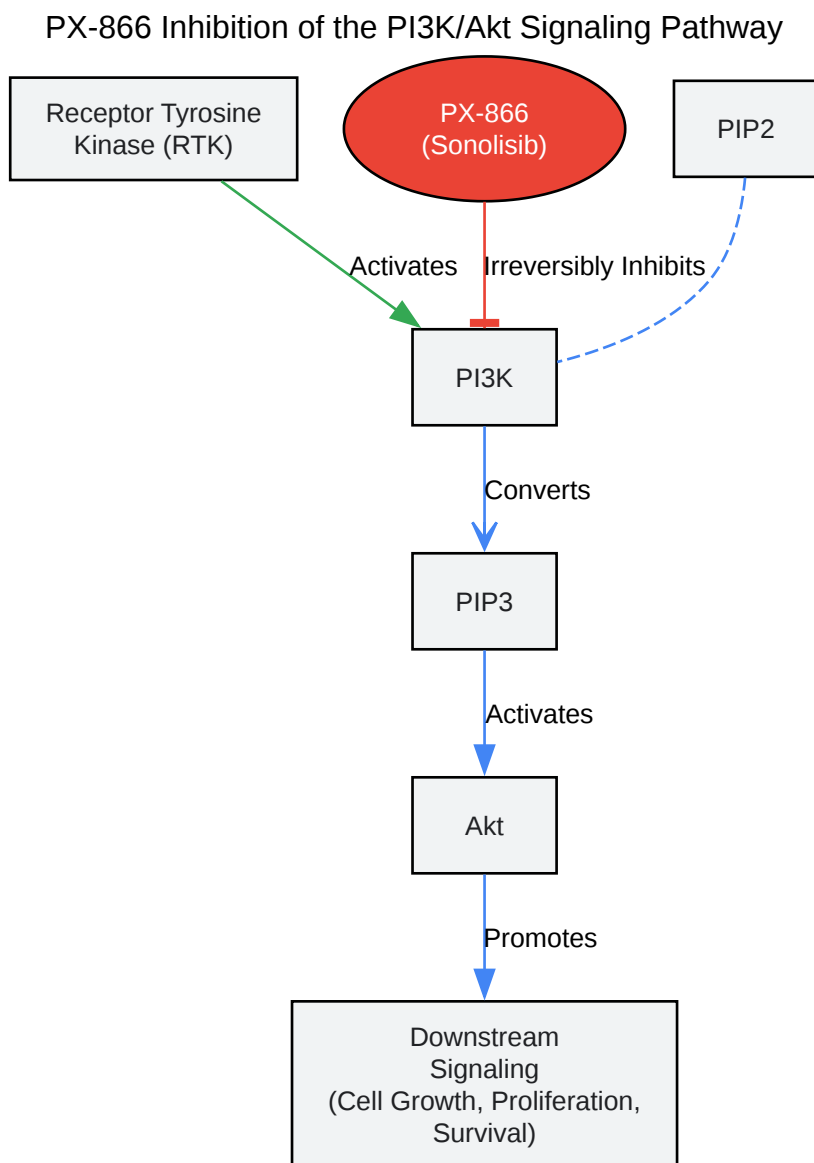 PX-866 Inhibition of the PI3K/Akt Signaling Pathway
Receptor Tyrosine
Kinase (RTK)
PX-866
(Sonolisib)
PIP2
Activates
Irreversibly Inhibits
PI3K
Converts
PIP3
Activates
Akt
Promotes
Downstream
Signaling
(Cell Growth, Proliferation,
Survival)